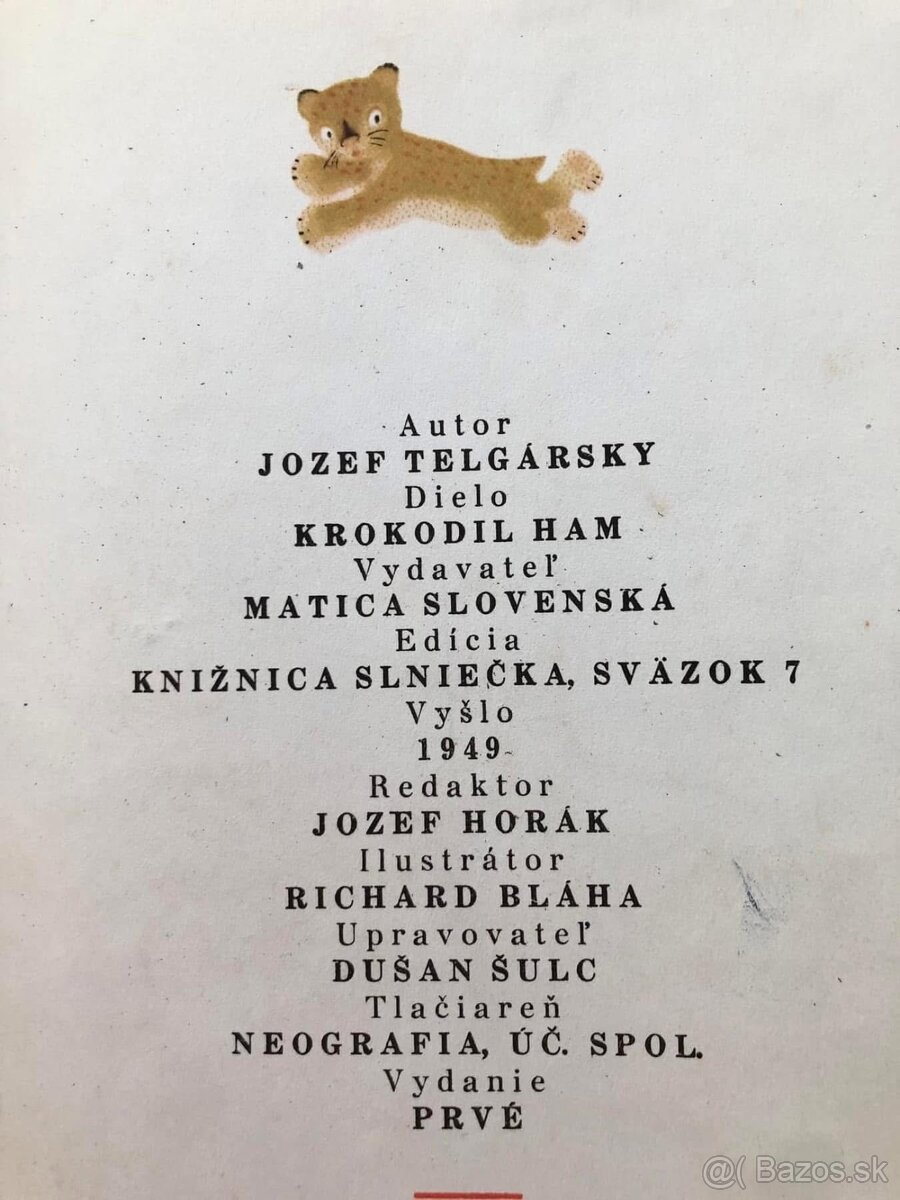 Autor
JOZEF TELGÁRSKY
Dielo
KROKODIL HAM
Vydavateľ
MATICA SLOVENSKÁ
Edícia
KNIŽNICA SLNIEČKA, SVÄZOK 7
Vyšlo
1949
Redaktor
JOZEF HORÁK
Ilustrátor
RICHARD BLÁHA
Upravovateľ
DUŠAN ŠULC
Tlačiareň
NEOGRAFIA, ÚČ. SPOL.
Vydanie
PRVÉ
@( Bazos.sk